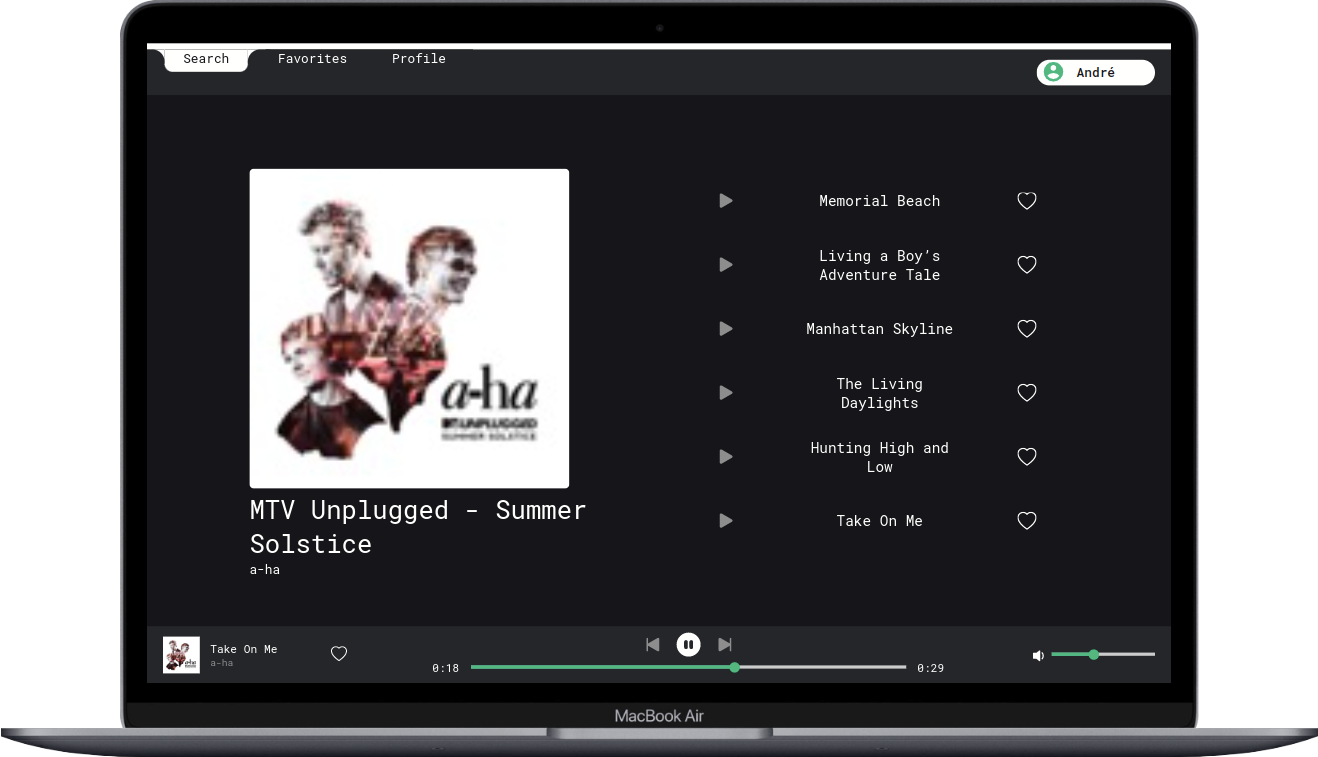 Search
Favorites
Profile
André
a-ha
MTV UNPLUGGED
SUMMER SOLSTICE
MTV Unplugged - Summer
Solstice
a-ha
Memorial Beach
Living a Boy’s
Adventure Tale
Manhattan Skyline
The Living
Daylights
Hunting High and
Low
Take On Me
Take On Me
a-ha
0:18
0:29
MacBook Air